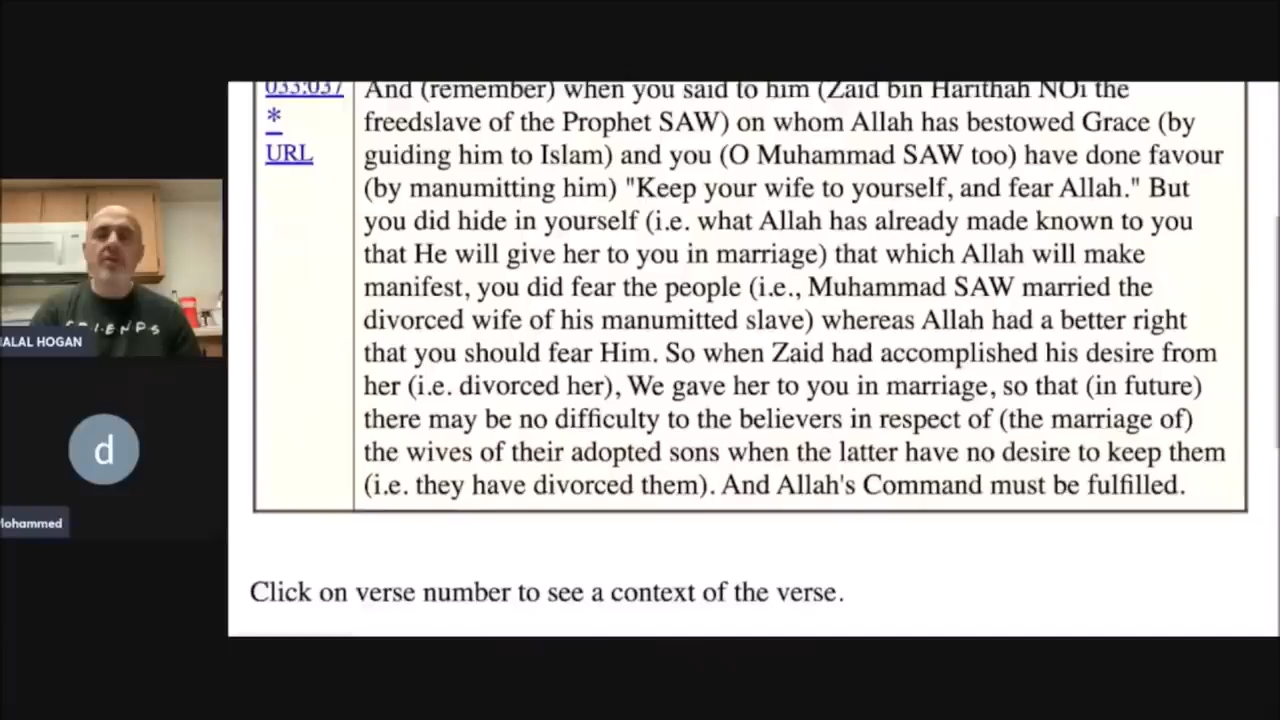 033:037
*
URL
And (remember) when you said to him (Zaid bin Harithah NOi the
freedslave of the Prophet SAW) on whom Allah has bestowed Grace (by
guiding him to Islam) and you (O Muhammad SAW too) have done favour
(by manumitting him) "Keep your wife to yourself, and fear Allah." But
you did hide in yourself (i.e. what Allah has already made known to you
that He will give her to you in marriage) that which Allah will make
manifest, you did fear the people (i.e., Muhammad SAW married the
divorced wife of his manumitted slave) whereas Allah had a better right
that you should fear Him. So when Zaid had accomplished his desire from
her (i.e. divorced her), We gave her to you in marriage, so that (in future)
there may be no difficulty to the believers in respect of (the marriage of)
the wives of their adopted sons when the latter have no desire to keep them
(i.e. they have divorced them). And Allah's Command must be fulfilled.
Click on verse number to see a context of the verse.
FRIENDS
HALAL HOGAN
d
Mohammed